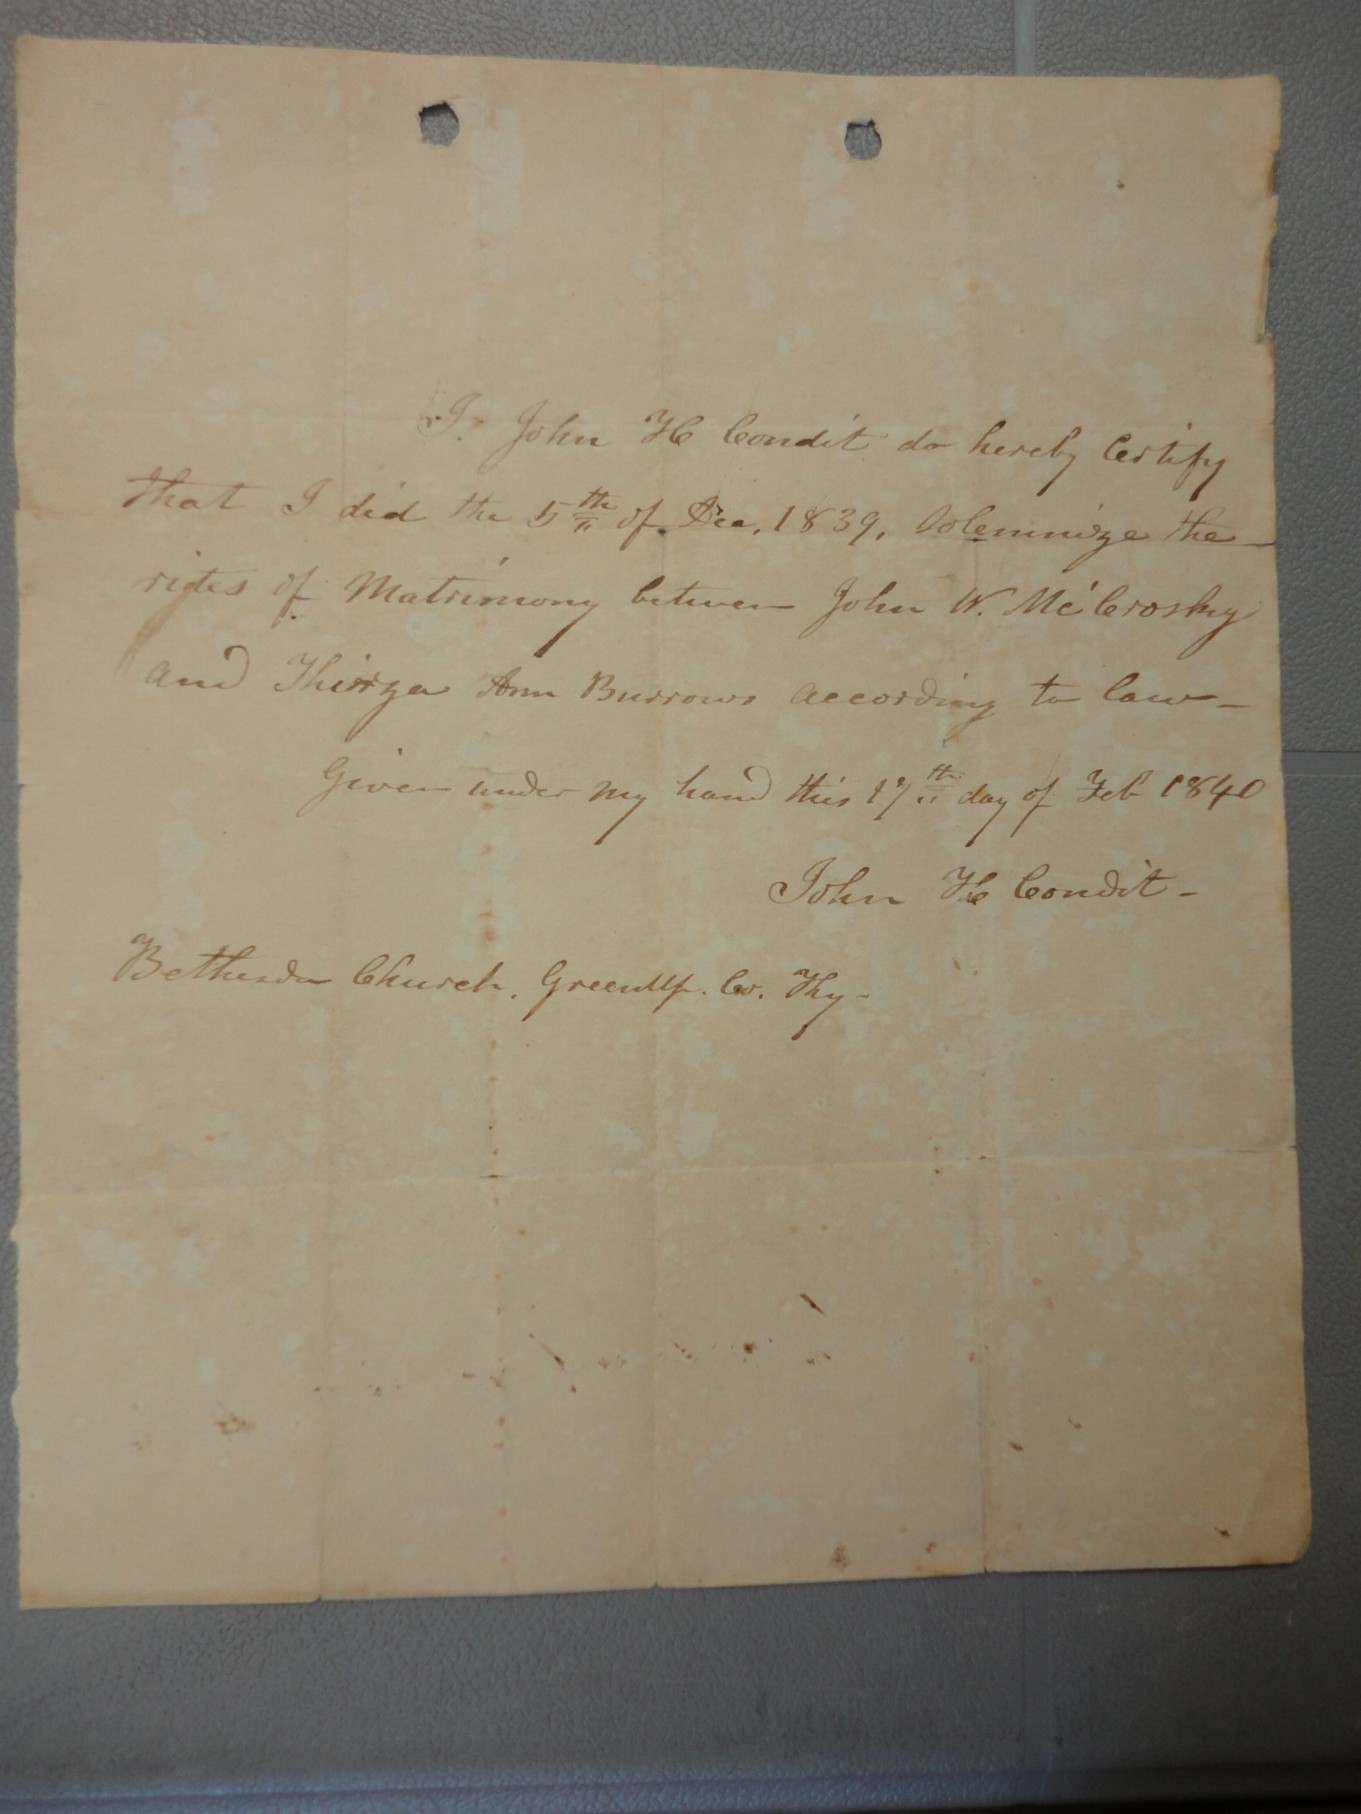 I. John H Condit do hereby Certify
that I did the 5th of Dec. 1839, Solemnize the
rites of Matrimony between John W. McCrosky
and Thirza Ann Burrows according to law-
Given under my hand this 17th day of Feb 1840
John H Condit-
Bethesda Church. Greenup. Co. Ky-